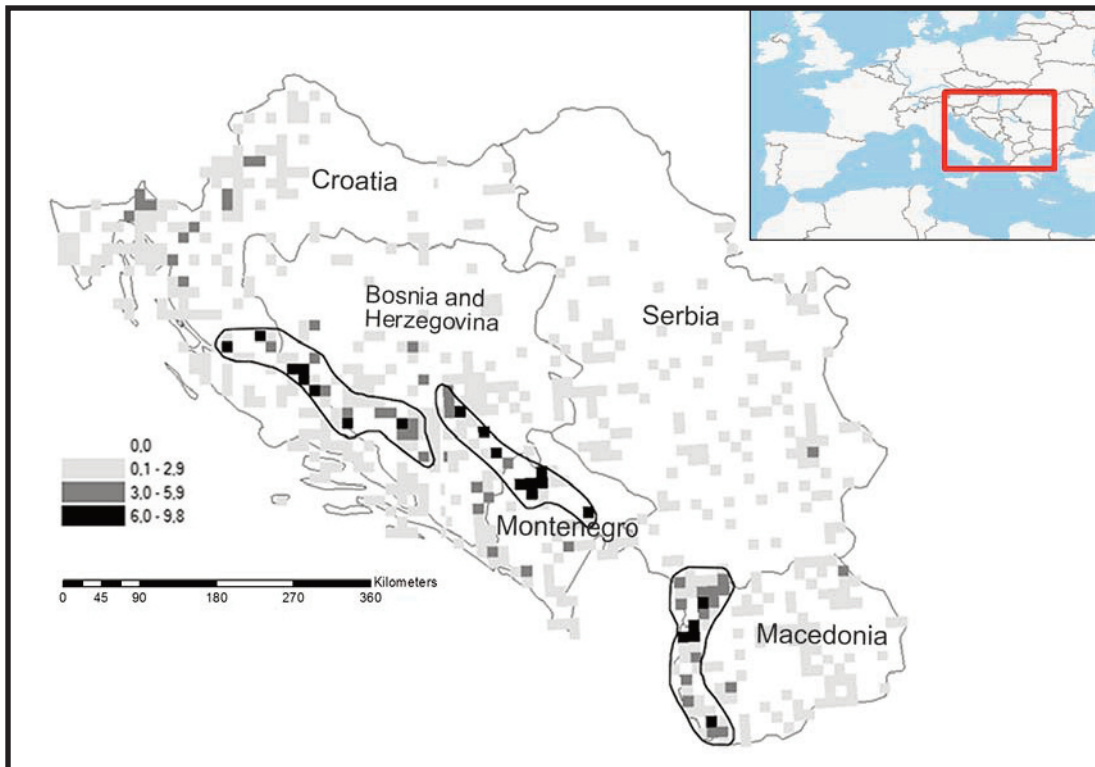 Croatia
Bosnia and
Herzegovina
Serbia
0,0
0,1 - 2.9
3,0 - 5,9
6,0 - 9,8
Montenegro
Kilometers
0 45 90 180 270 360
Macedonia